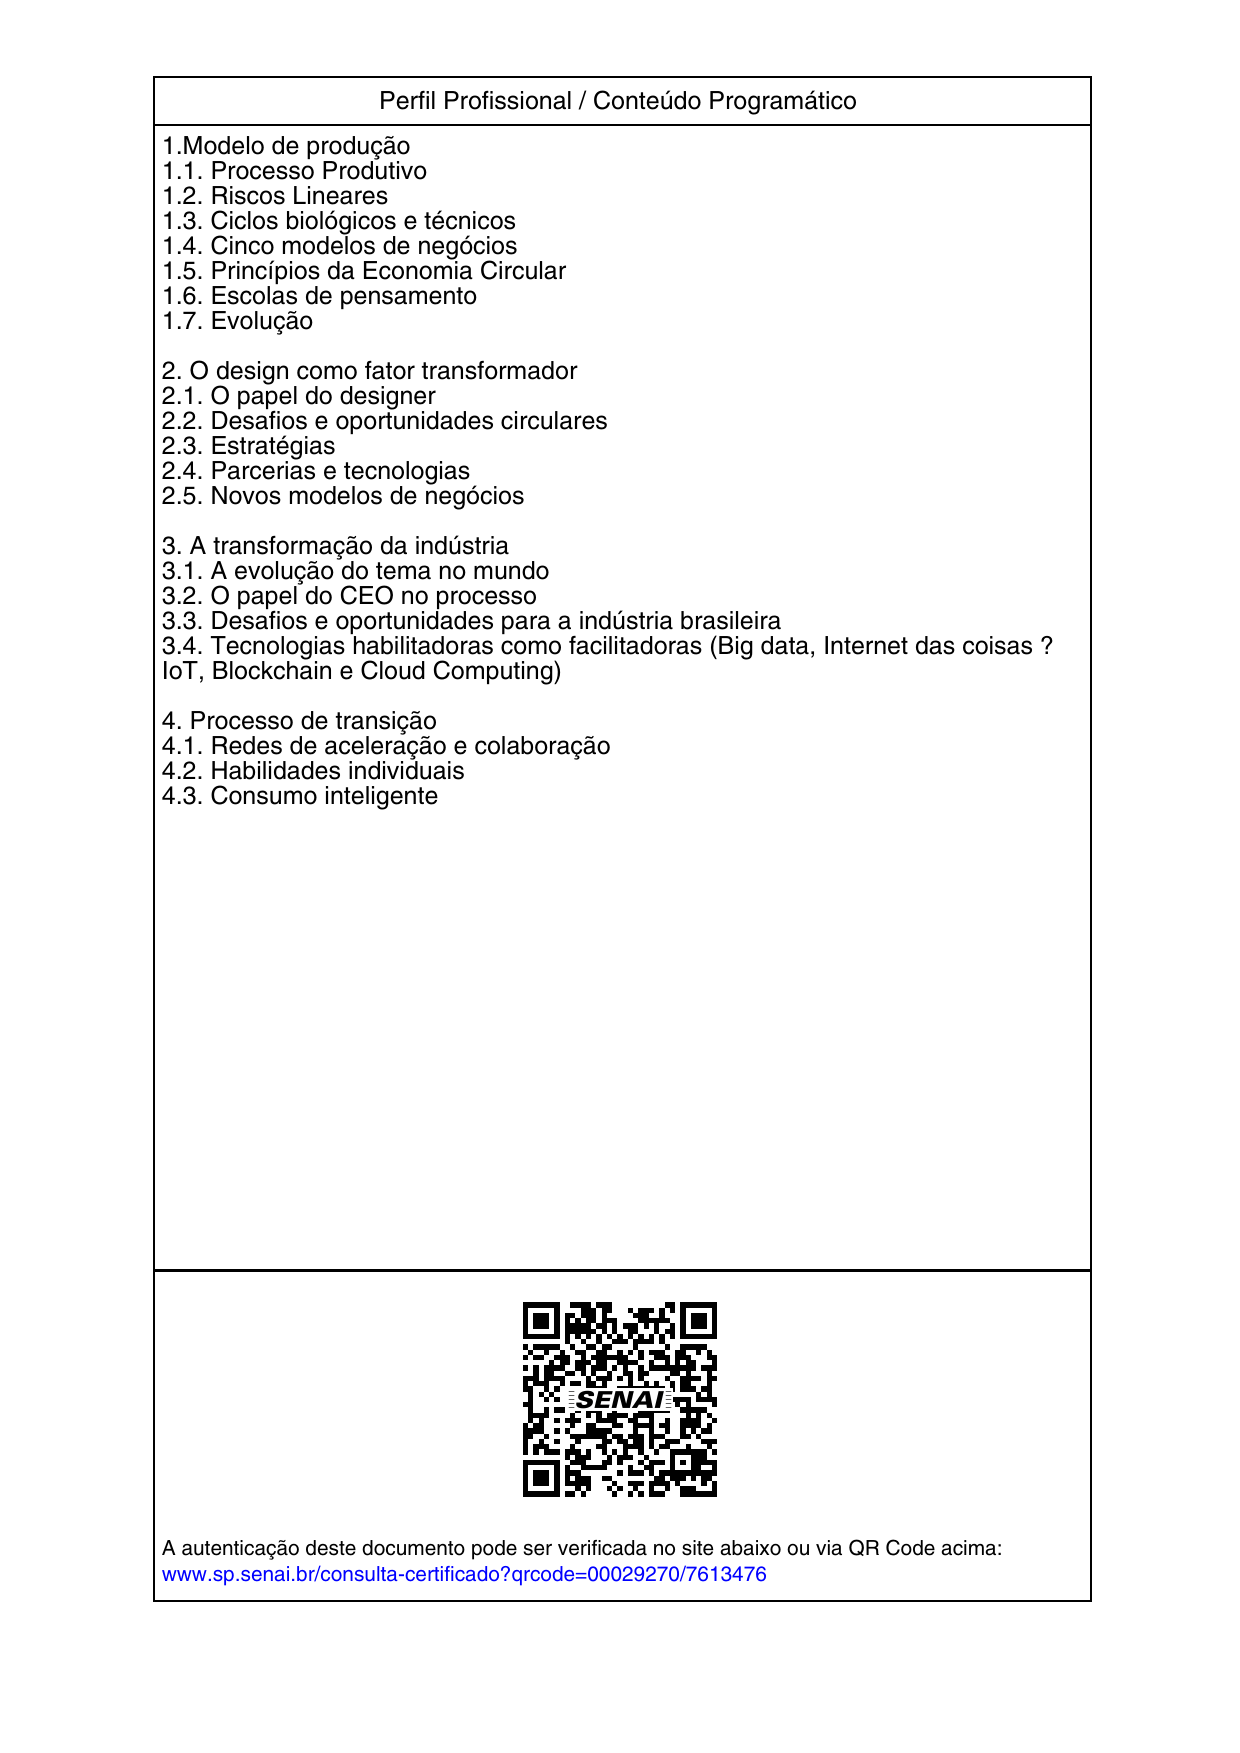 Perfil Profissional / Conteúdo Programático
1.Modelo de produção
1.1. Processo Produtivo
1.2. Riscos Lineares
1.3. Ciclos biológicos e técnicos
1.4. Cinco modelos de negócios
1.5. Princípios da Economia Circular
1.6. Escolas de pensamento
1.7. Evolução
2. O design como fator transformador
2.1. O papel do designer
2.2. Desafios e oportunidades circulares
2.3. Estratégias
2.4. Parcerias e tecnologias
2.5. Novos modelos de negócios
3. A transformação da indústria
3.1. A evolução do tema no mundo
3.2. O papel do CEO no processo
3.3. Desafios e oportunidades para a indústria brasileira
3.4. Tecnologias habilitadoras como facilitadoras (Big data, Internet das coisas ?
IoT, Blockchain e Cloud Computing)
4. Processo de transição
4.1. Redes de aceleração e colaboração
4.2. Habilidades individuais
4.3. Consumo inteligente
SENAI
A autenticação deste documento pode ser verificada no site abaixo ou via QR Code acima:
www.sp.senai.br/consulta-certificado?qrcode=00029270/7613476